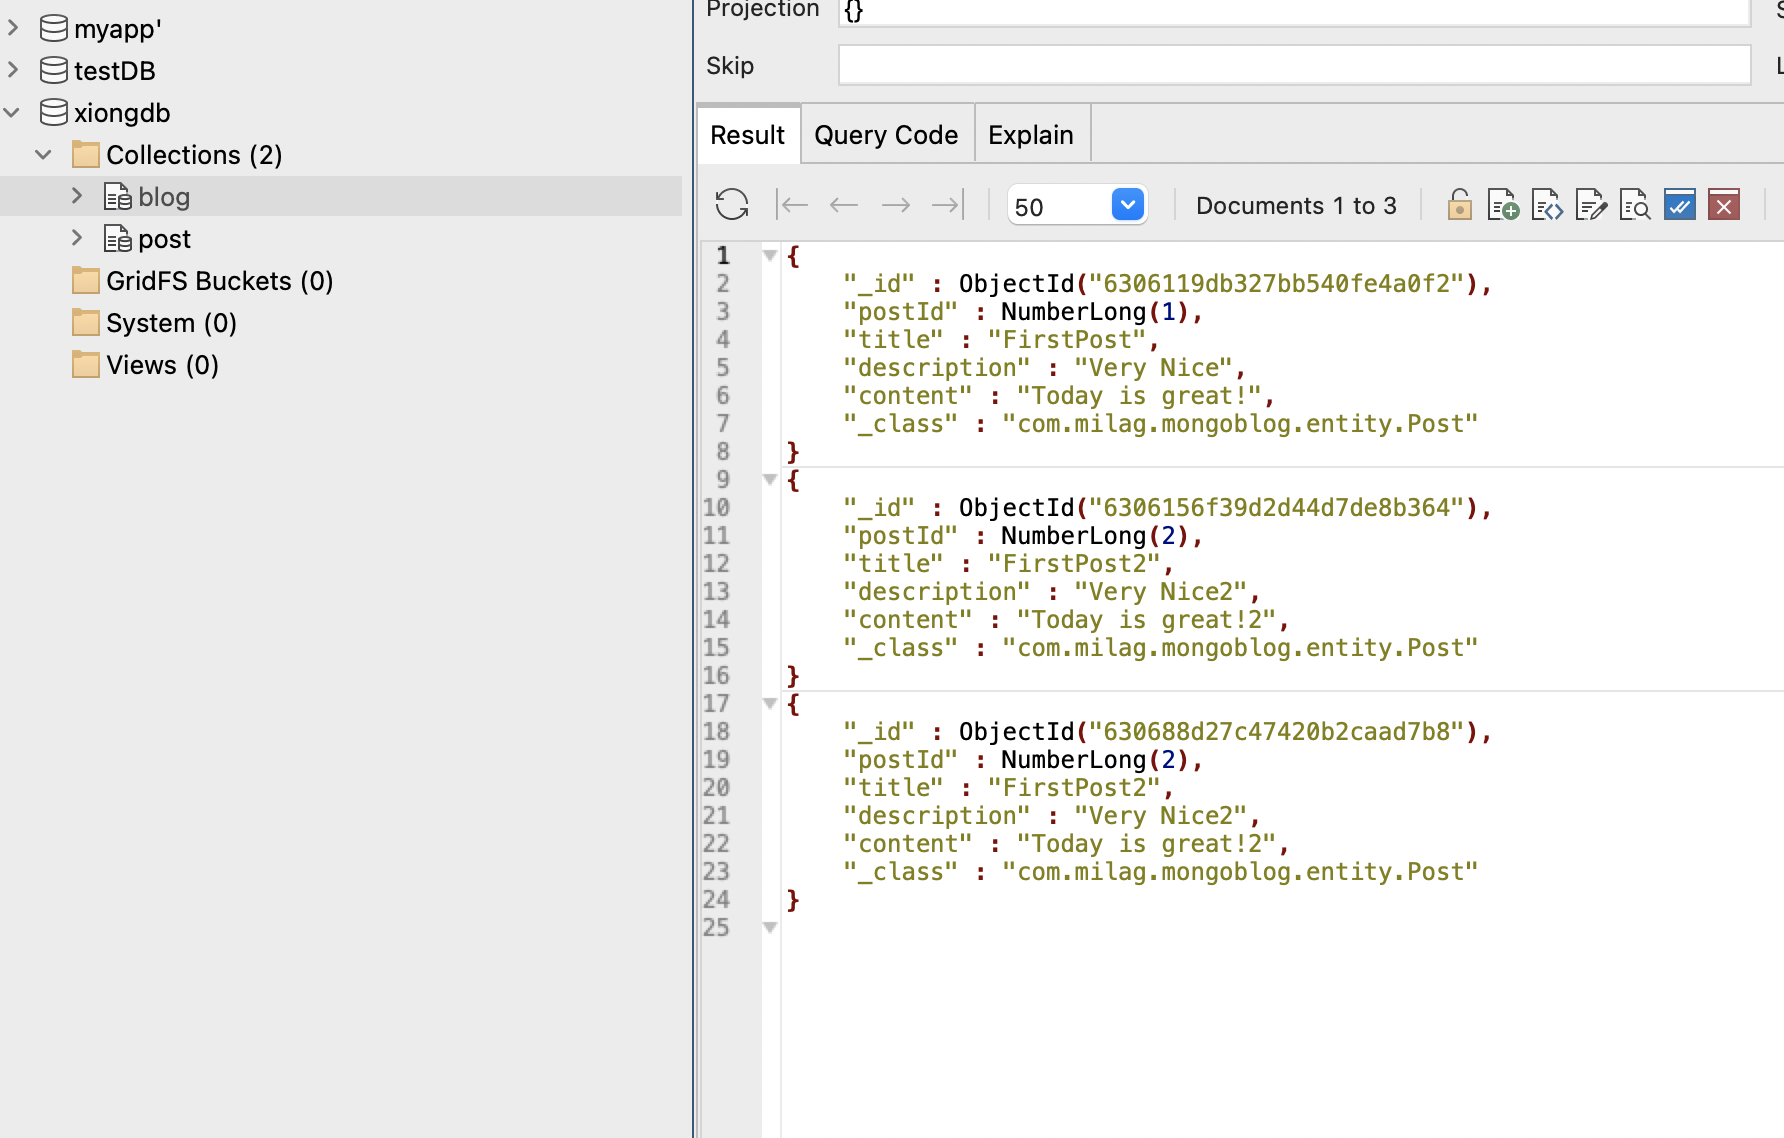 myapp'
testDB
xiongdb
Collections (2)
blog
post
GridFS Buckets (0)
System (0)
Views (0)
Projection {}
Skip
Result Query Code Explain
50 Documents 1 to 3
1 {
2 "_id" : ObjectId("6306119db327bb540fe4a0f2"),
3 "postId" : NumberLong(1),
4 "title" : "FirstPost",
5 "description" : "Very Nice",
6 "content" : "Today is great!",
7 "_class" : "com.milag.mongoblog.entity.Post"
8 }
9 {
10 "_id" : ObjectId("6306156f39d2d44d7de8b364"),
11 "postId" : NumberLong(2),
12 "title" : "FirstPost2",
13 "description" : "Very Nice2",
14 "content" : "Today is great!2",
15 "_class" : "com.milag.mongoblog.entity.Post"
16 }
17 {
18 "_id" : ObjectId("630688d27c47420b2caad7b8"),
19 "postId" : NumberLong(2),
20 "title" : "FirstPost2",
21 "description" : "Very Nice2",
22 "content" : "Today is great!2",
23 "_class" : "com.milag.mongoblog.entity.Post"
24 }
25